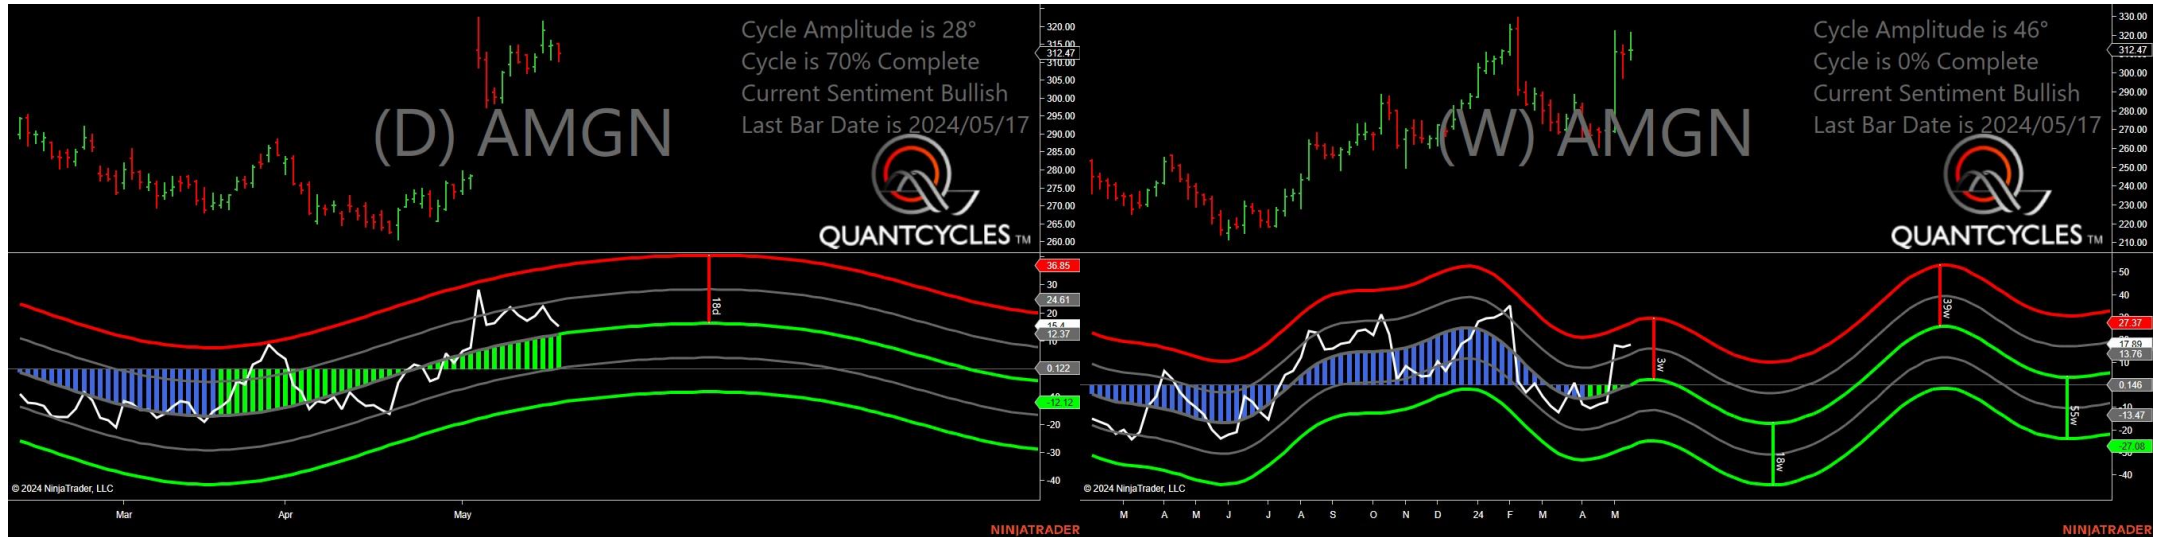 Cycle Amplitude is 28°
Cycle is 70% Complete
Current Sentiment Bullish
Last Bar Date is 2024/05/17
(D) AMGN
QUANTCYCLES TM
320.00
315.00
312.47
310.00
305.00
300.00
295.00
290.00
285.00
280.00
275.00
270.00
265.00
260.00
36.85
30
24.61
20
15.4
12.37
10
0.122
-12.12
-20
-30
-40
18d
© 2024 NinjaTrader, LLC
Mar Apr May
NINJATRADER
Cycle Amplitude is 46°
Cycle is 0% Complete
Current Sentiment Bullish
Last Bar Date is 2024/05/17
(W) AMGN
QUANTCYCLES TM
330.00
320.00
312.47
300.00
290.00
280.00
270.00
260.00
250.00
240.00
230.00
220.00
210.00
50
40
27.37
17.89
13.76
10
0.146
-10
-13.47
-20
-27.08
-40
3w
18w
39w
55w
© 2024 NinjaTrader, LLC
M A M J J A S O N D 24 F M A M
NINJATRADER